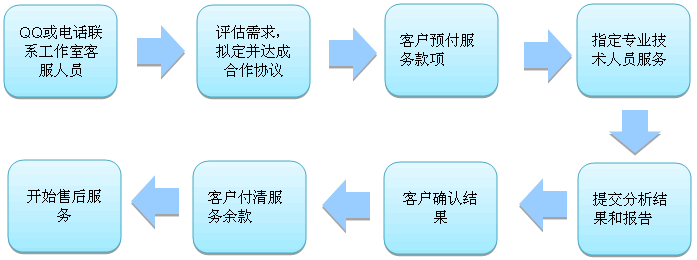 QQ或电话联
系工作室客
服人员
评估需求，
拟定并达成
合作协议
客户预付服
务款项
指定专业技
术人员服务
提交分析结
果和报告
客户确认结
果
客户付清服
务余款
开始售后服
务